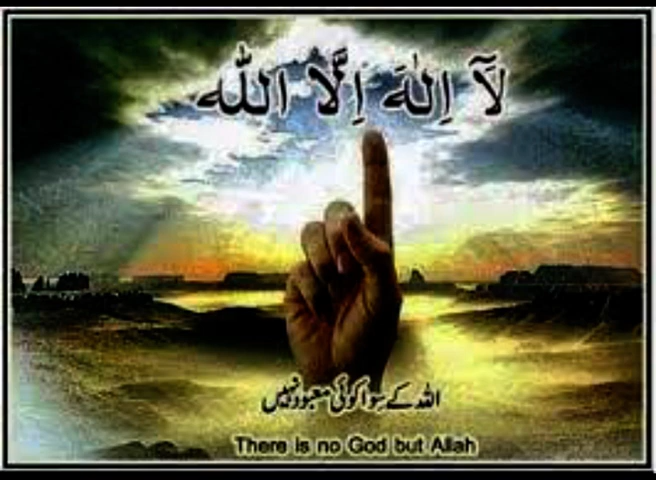 لَآ اِلٰهَ اِلَّا اللّٰه
اللہ کے سوا کوئی معبود نہیں
There is no God but Allah